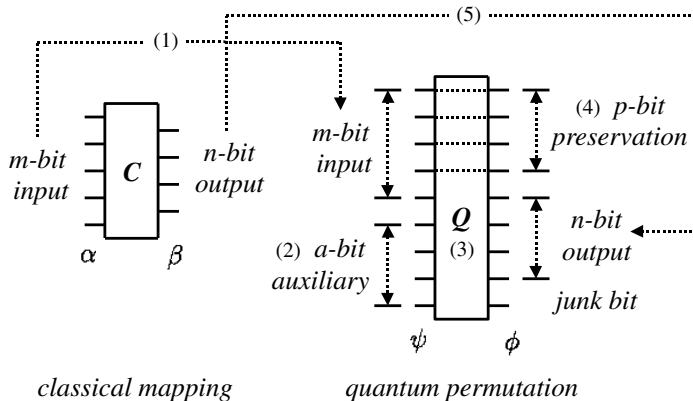 (5)
(1)
m-bit
input
C
n-bit
output
α
β
m-bit
input
(2) a-bit
auxiliary
Q
(3)
(4) p-bit
preservation
n-bit
output
junk bit
ψ
ϕ
classical mapping
quantum permutation